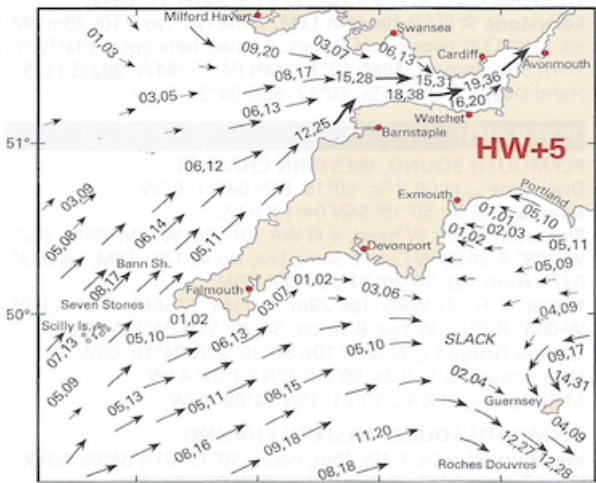 Milford Haven
Swansea
Cardiff
Avonmouth
01,03
09,20
03,07
06,13
08,17
15,28
15,31
19,36
03,05
18,38
16,20
06,13
Watchet
12,25
Barnstaple
51°
HW+5
06,12
Exmouth
Portland
03,09
01,07
05,10
06,14
05,11
01,02
02,03
05,08
Devonport
05,11
Bann Sh.
05,09
08,17
Falmouth
01,02
03,06
Seven Stones
03,07
50°
04,09
Scilly Is.
01,02
07,13
05,10
06,13
05,10
SLACK
09,17
05,09
05,13
05,11
08,15
02,04
14,31
Guernsey
04,09
08,16
09,18
11,20
12,27
12,28
08,18
Roches Douvres